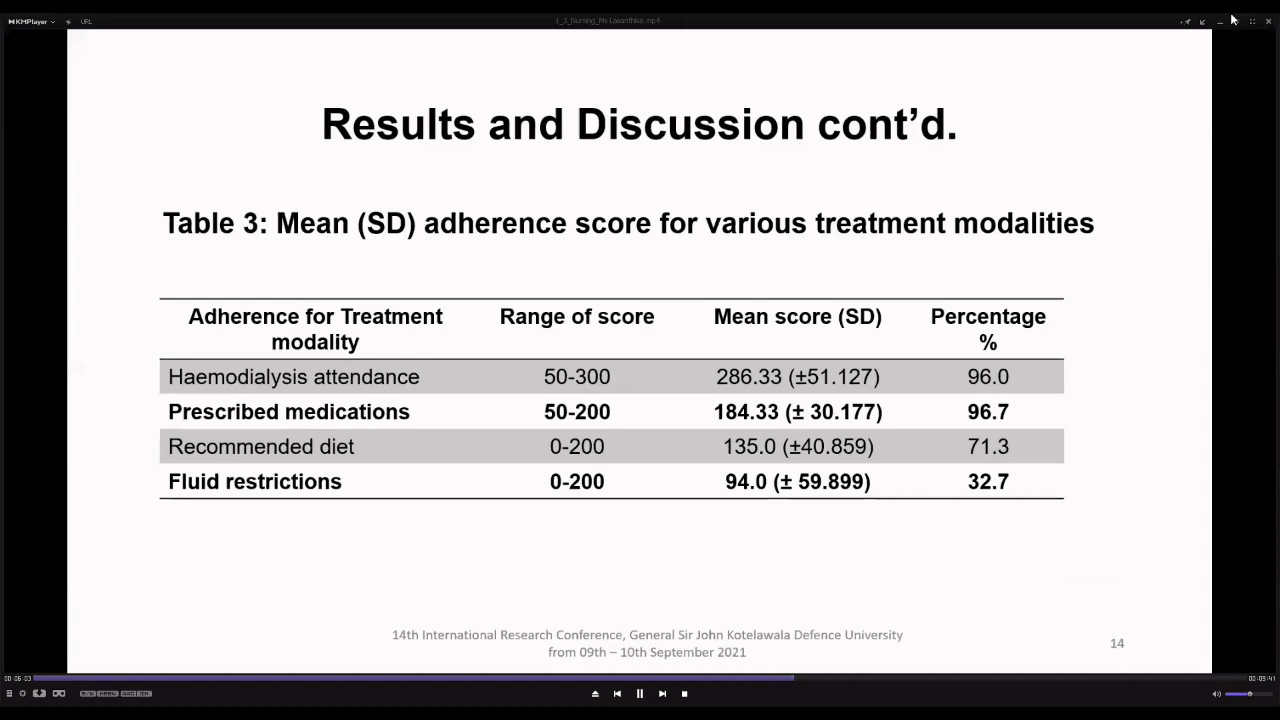 KMPlayer
URL
Results and Discussion cont’d.
Table 3: Mean (SD) adherence score for various treatment modalities
Adherence for Treatment modality Range of score Mean score (SD) Percentage %
Haemodialysis attendance 50-300 286.33 (±51.127) 96.0
Prescribed medications 50-200 184.33 (± 30.177) 96.7
Recommended diet 0-200 135.0 (±40.859) 71.3
Fluid restrictions 0-200 94.0 (± 59.899) 32.7
14th International Research Conference, General Sir John Kotelawala Defence University
from 09th – 10th September 2021
14